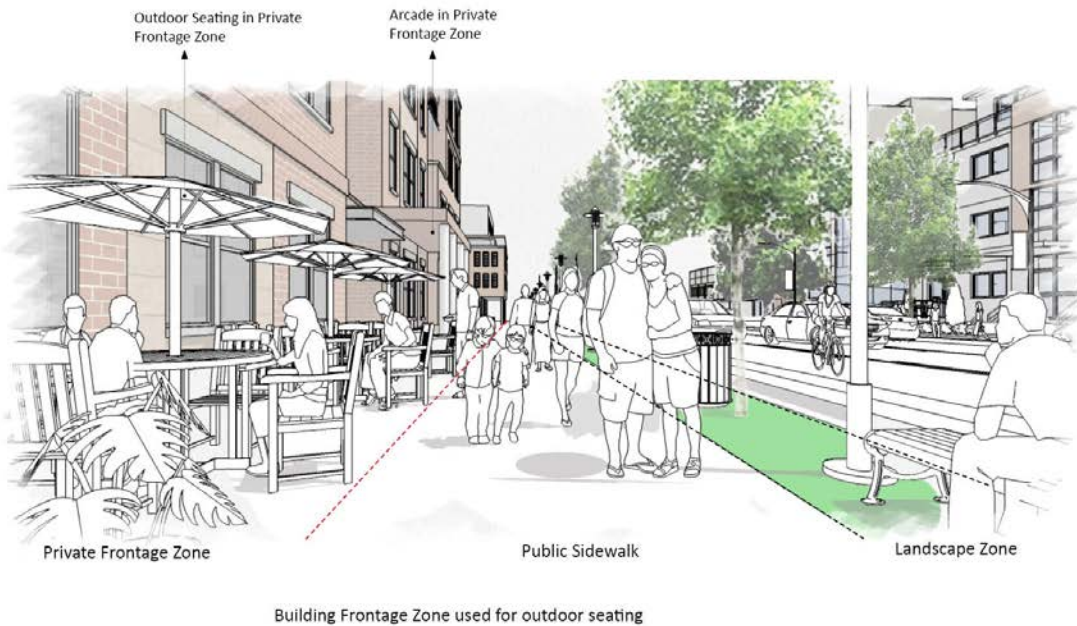 Outdoor Seating in Private
Frontage Zone
Arcade in Private
Frontage Zone
Private Frontage Zone
Public Sidewalk
Landscape Zone
Building Frontage Zone used for outdoor seating